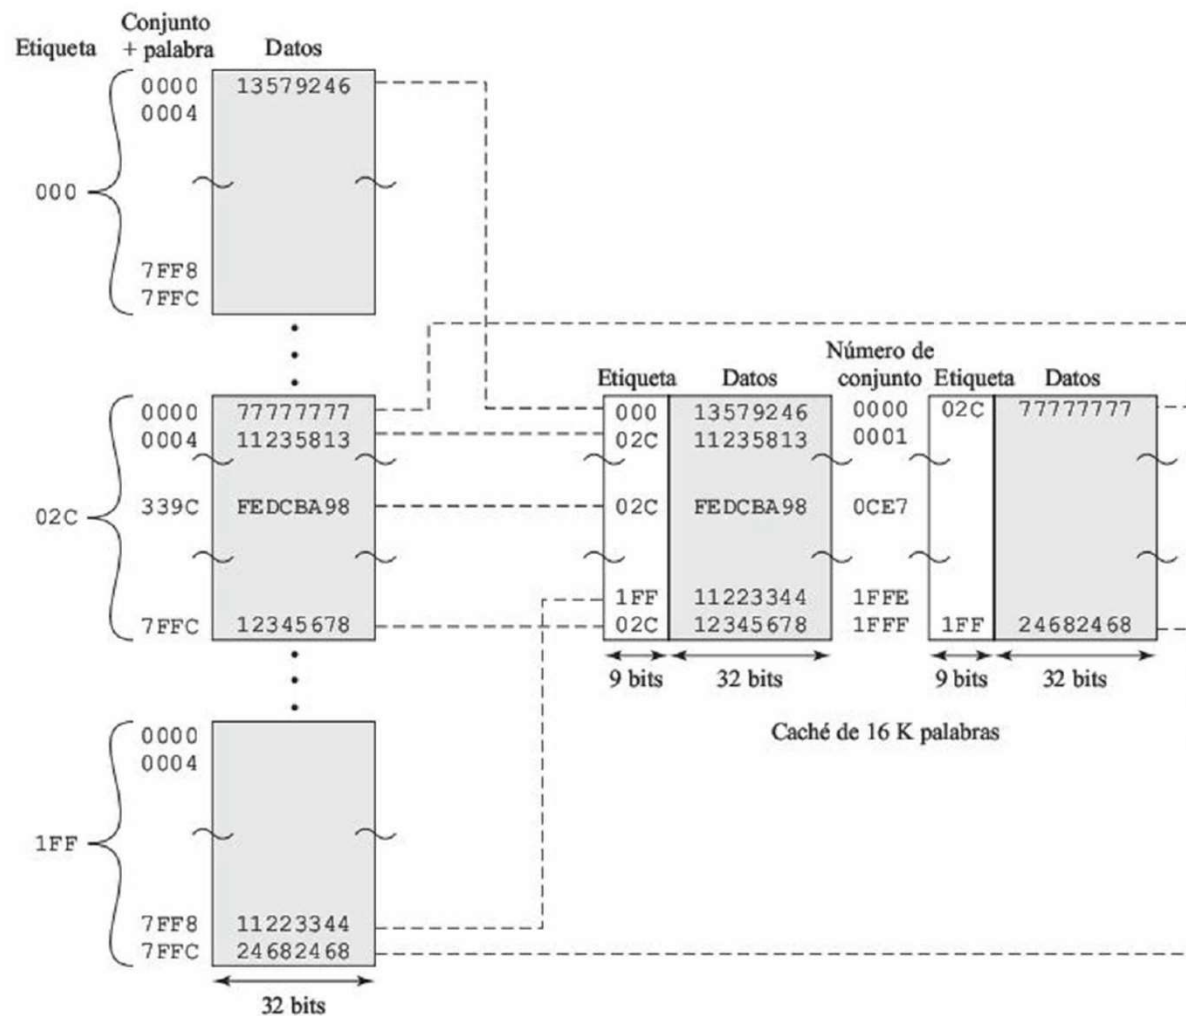 Etiqueta
Conjunto
+ palabra
Datos
000
0000 13579246
0004
7FF8
7FFC
02C
0000 77777777
0004 11235813
339C FEDCBA98
7FFC 12345678
1FF
0000
0004
7FF8 11223344
7FFC 24682468
32 bits
Etiqueta Datos
Número de
conjunto
Etiqueta Datos
000 13579246 0000 02C 77777777
02C 11235813 0001
02C FEDCBA98 0CE7
1FF 11223344 1FFE
02C 12345678 1FFF 1FF 24682468
9 bits 32 bits 9 bits 32 bits
Caché de 16 K palabras